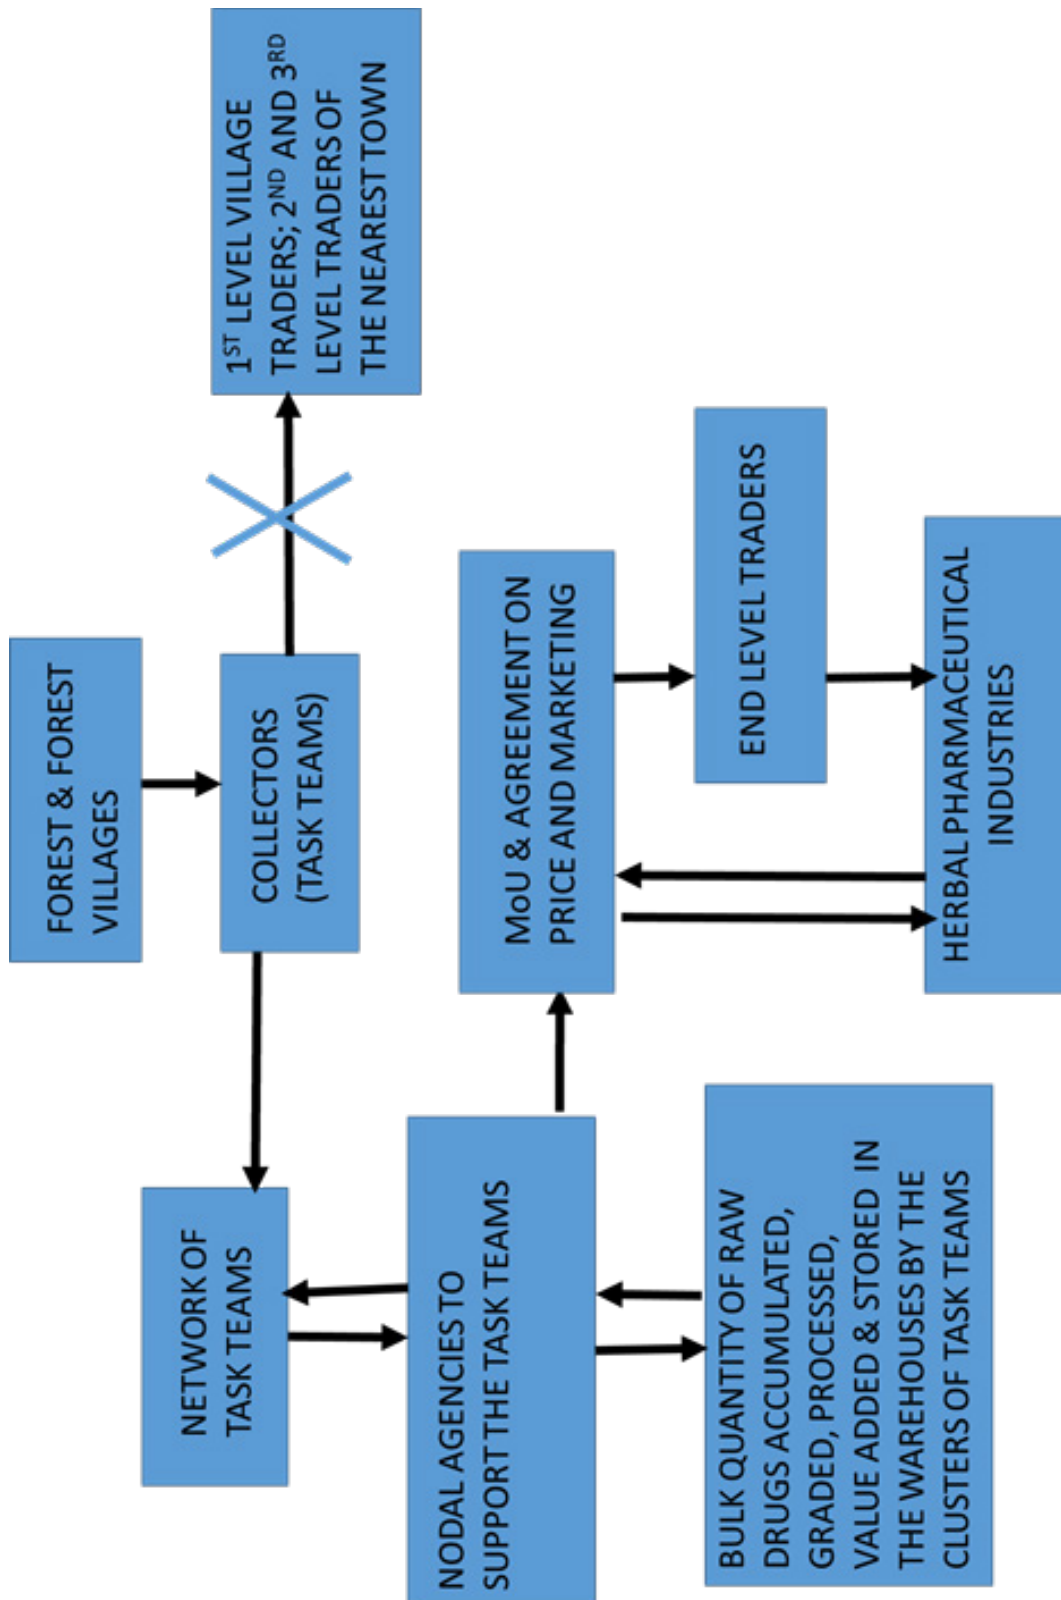 FOREST & FOREST
VILLAGES
COLLECTORS
(TASK TEAMS)
1ST LEVEL VILLAGE
TRADERS; 2ND AND 3RD
LEVEL TRADERS OF
THE NEAREST TOWN
NETWORK OF
TASK TEAMS
NODAL AGENCIES TO
SUPPORT THE TASK TEAMS
MoU & AGREEMENT ON
PRICE AND MARKETING
END LEVEL TRADERS
BULK QUANTITY OF RAW
DRUGS ACCUMULATED,
GRADED, PROCESSED,
VALUE ADDED & STORED IN
THE WAREHOUSES BY THE
CLUSTERS OF TASK TEAMS
HERBAL PHARMACEUTICAL
INDUSTRIES